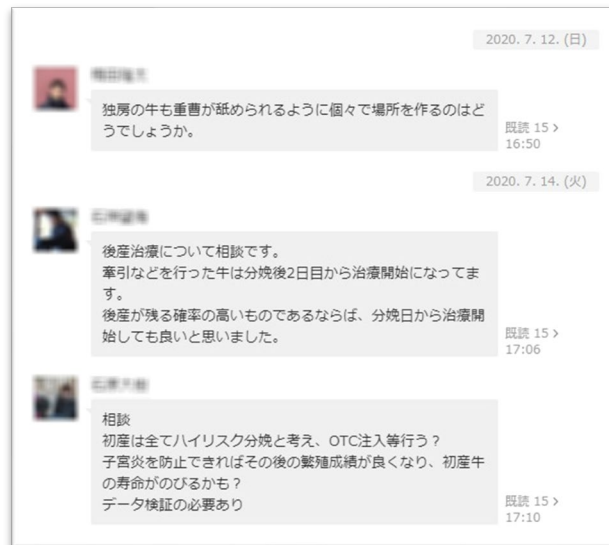 2020. 7. 12. (日)
独房の牛も重曹が舐められるように個々で場所を作るのはど
うでしょうか。
既読 15 >
16:50
2020. 7. 14. (火)
後産治療について相談です。
牽引などを行った牛は分娩後2日目から治療開始になってま
す。
後産が残る確率の高いものであるならば、分娩日から治療開
始しても良いと思いました。
既読 15 >
17:06
相談
初産は全てハイリスク分娩と考え、OTC注入等行う?
子宮炎を防止できればその後の繁殖成績が良くなり、初産牛
の寿命がのびるかも?
データ検証の必要あり
既読 15 >
17:10